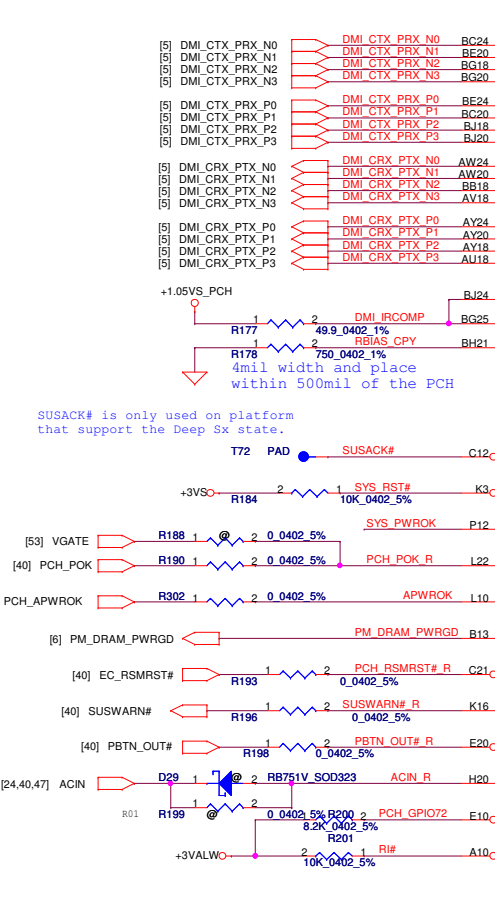 [5] DMI_CTX_PRX_N0 DMI_CTX_PRX_N0 BC24
[5] DMI_CTX_PRX_N1 DMI_CTX_PRX_N1 BE20
[5] DMI_CTX_PRX_N2 DMI_CTX_PRX_N2 BG18
[5] DMI_CTX_PRX_N3 DMI_CTX_PRX_N3 BG20
[5] DMI_CTX_PRX_P0 DMI_CTX_PRX_P0 BE24
[5] DMI_CTX_PRX_P1 DMI_CTX_PRX_P1 BC20
[5] DMI_CTX_PRX_P2 DMI_CTX_PRX_P2 BJ18
[5] DMI_CTX_PRX_P3 DMI_CTX_PRX_P3 BJ20
[5] DMI_CRX_PTX_N0 DMI_CRX_PTX_N0 AW24
[5] DMI_CRX_PTX_N1 DMI_CRX_PTX_N1 AW20
[5] DMI_CRX_PTX_N2 DMI_CRX_PTX_N2 BB18
[5] DMI_CRX_PTX_N3 DMI_CRX_PTX_N3 AV18
[5] DMI_CRX_PTX_P0 DMI_CRX_PTX_P0 AY24
[5] DMI_CRX_PTX_P1 DMI_CRX_PTX_P1 AY20
[5] DMI_CRX_PTX_P2 DMI_CRX_PTX_P2 AY18
[5] DMI_CRX_PTX_P3 DMI_CRX_PTX_P3 AU18
+1.05VS_PCH BJ24
1 2 DMI_IRCOMP BG25
R177 49.9_0402_1%
1 2 RBIAS_CPY BH21
R178 750_0402_1%
4mil width and place
within 500mil of the PCH
SUSACK# is only used on platform
that support the Deep Sx state.
T72 PAD SUSACK# C12
+3VS 2 1 SYS_RST# K3
R184 10K_0402_5%
SYS_PWROK P12
[53] VGATE R188 1 @ 2 0_0402_5%
[40] PCH_POK R190 1 2 0_0402_5% PCH_POK_R L22
PCH_APWROK R302 1 2 0_0402_5% APWROK L10
[6] PM_DRAM_PWRGD PM_DRAM_PWRGD B13
[40] EC_RSMRST# 1 2 PCH_RSMRST#_R C21
R193 0_0402_5%
[40] SUSWARN# 1 2 SUSWARN#_R K16
R196 0_0402_5%
[40] PBTN_OUT# 1 2 PBTN_OUT#_R E20
R198 0_0402_5%
[24,40,47] ACIN D29 1 @ 2 RB751V_SOD323 ACIN_R H20
R01 R199 1 @ 2 0_0402_5% R200 PCH_GPIO72 E10
2 1 8.2K_0402_5%
R201
+3VALW 2 1 RI# A10
10K_0402_5%